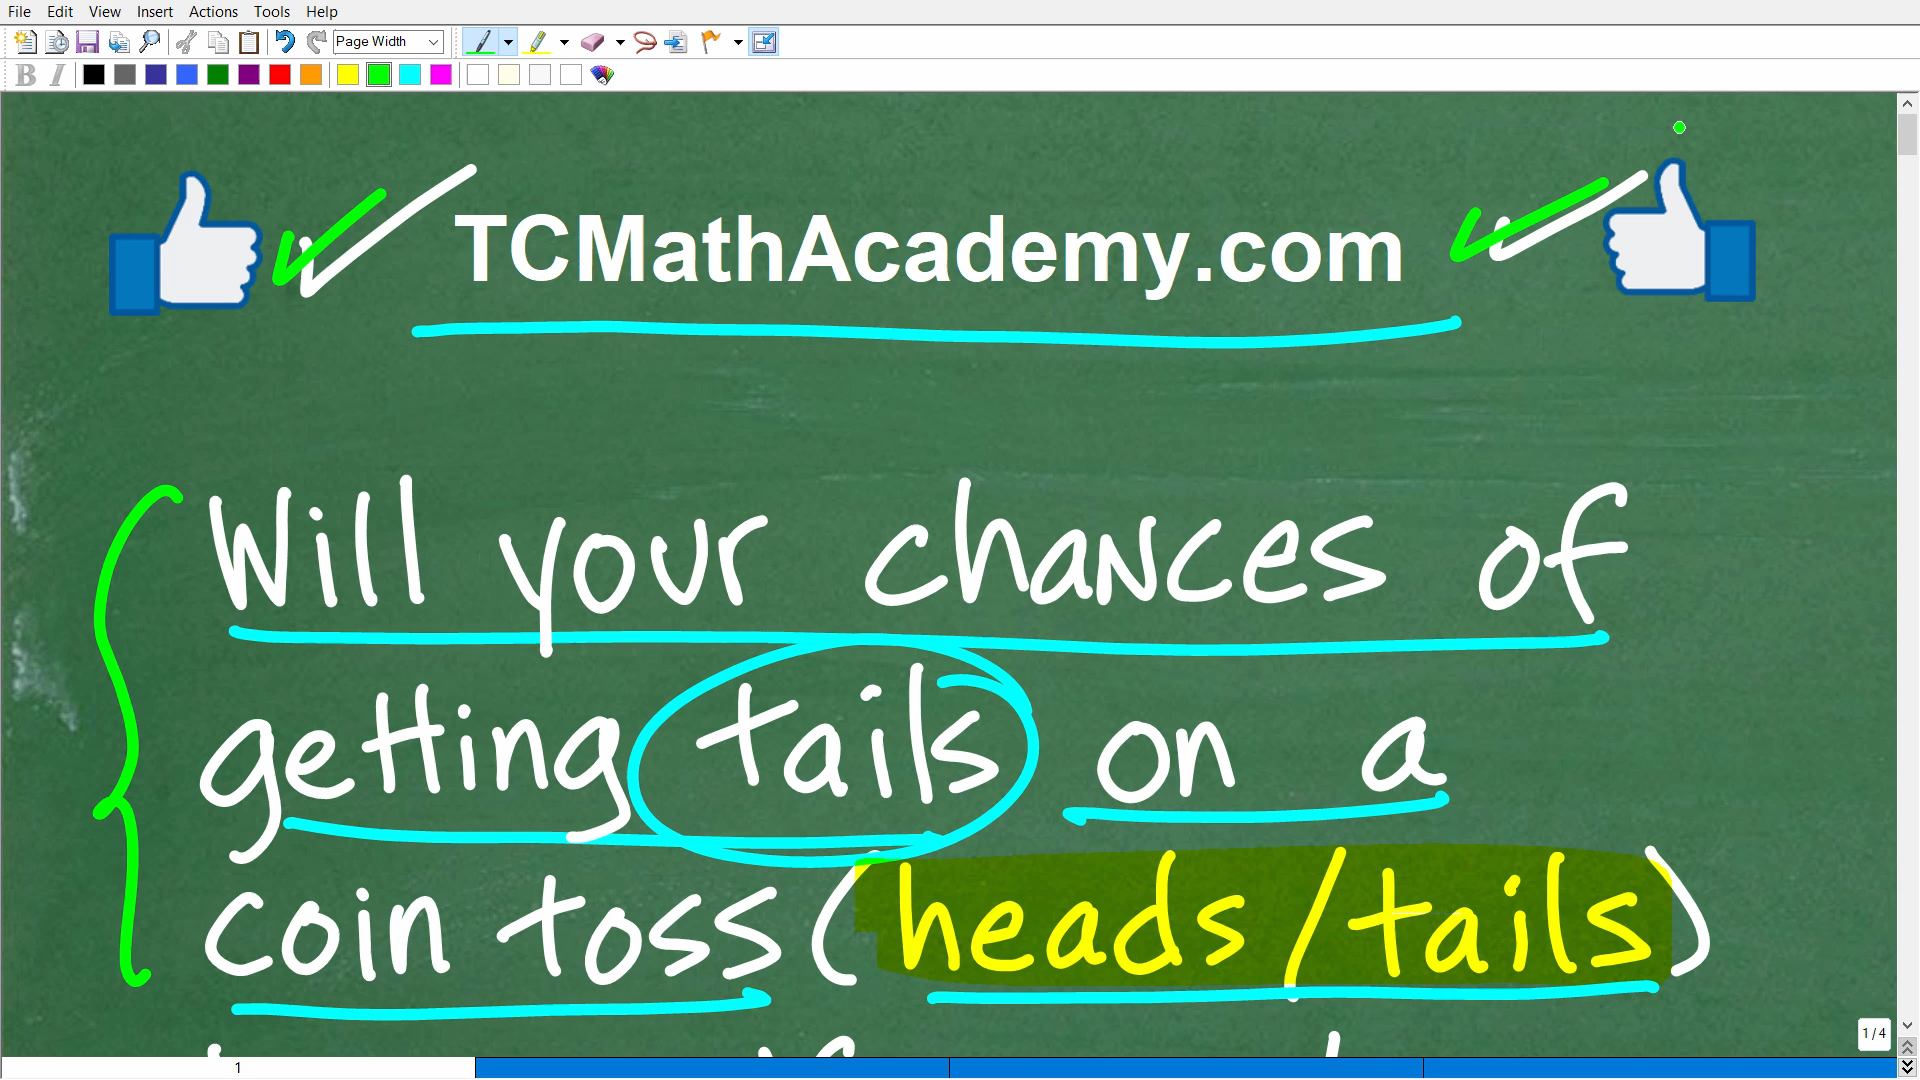 File Edit View Insert Actions Tools Help
Page Width
B I
TCMathAcademy.com
Will your chances of
getting tails on a
coin toss (heads/tails)
1 / 4
1